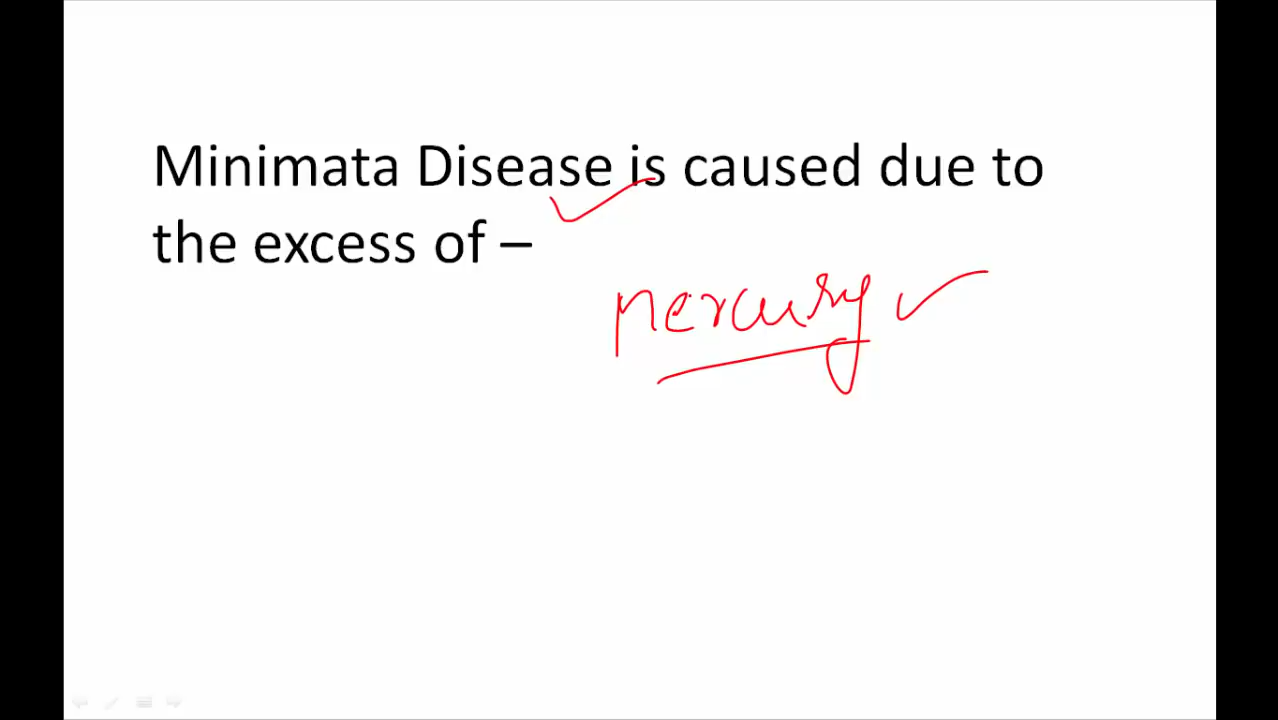 Minimata Disease is caused due to
the excess of –
mercury